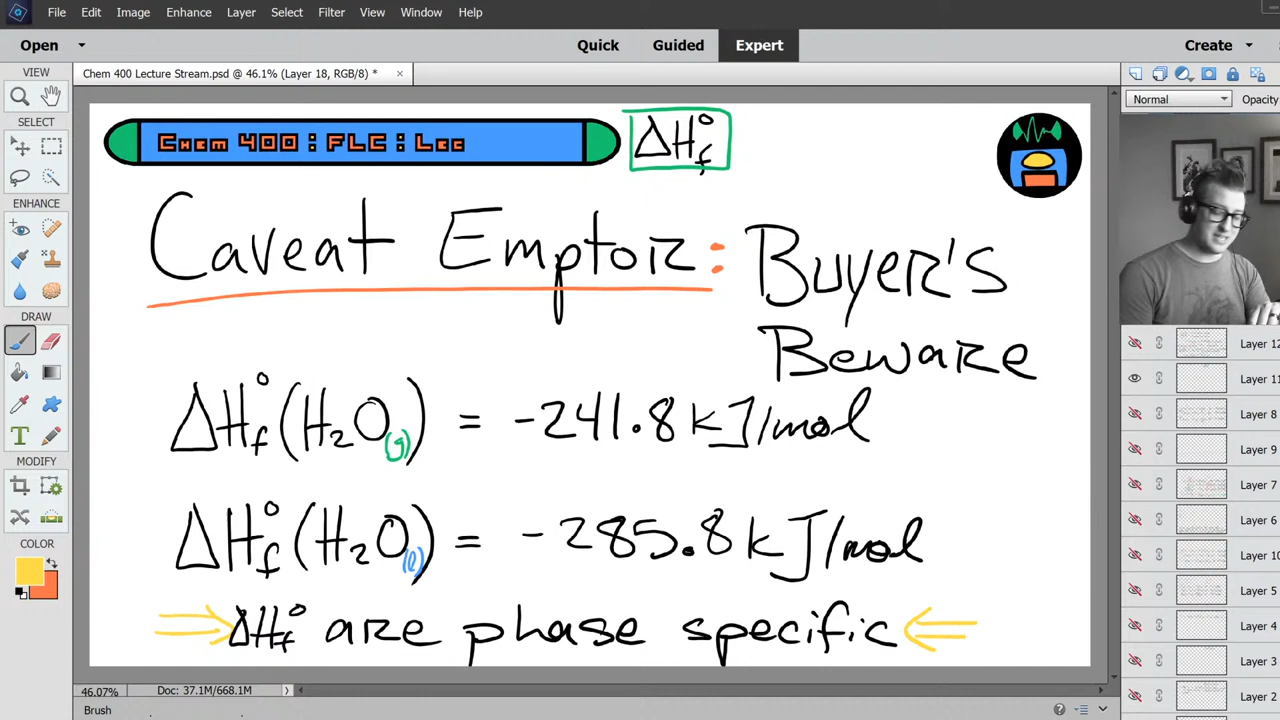 File Edit Image Enhance Layer Select Filter View Window Help
Open Quick Guided Expert Create
VIEW
Chem 400 Lecture Stream.psd @ 46.1% (Layer 18, RGB/8) * ×
Normal Opacity
SELECT
ENHANCE
DRAW
MODIFY
COLOR
Chem 400 : FLC : Lec ΔH°f
Caveat Emptor : Buyer's
Beware
ΔH°f (H₂O(g)) = -241.8 kJ/mol
ΔH°f (H₂O(l)) = -285.8 kJ/mol
⇒ ΔH°f are phase specific ⇐
Layer 12
Layer 11
Layer 8
Layer 9
Layer 7
Layer 6
Layer 10
Layer 5
Layer 4
Layer 3
Layer 2
46.07% Doc: 37.1M/668.1M
Brush